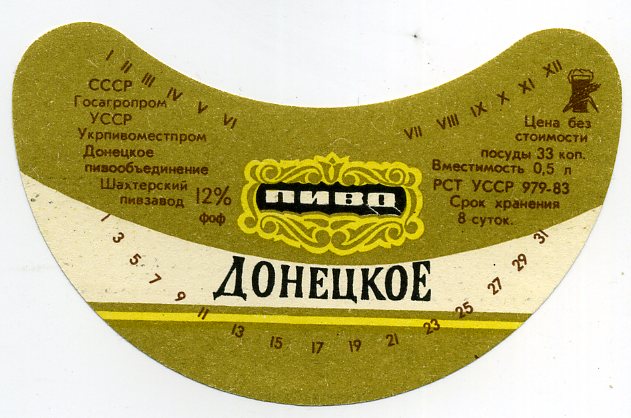 I II III IV V VI
VII VIII IX X XI XII
СССР
Госагропром
УССР
Укрпивоместпром
Донецкое
пивообъединение
Шахтерский
пивзавод
12%
фоф
ПИВО
Цена без
стоимости
посуды 33 коп.
Вместимость 0,5 л
РСТ УССР 979-83
Срок хранения
8 суток.
ДОНЕЦКОЕ
1 3 5 7 9 11 13 15 17 19 21 23 25 27 29 31